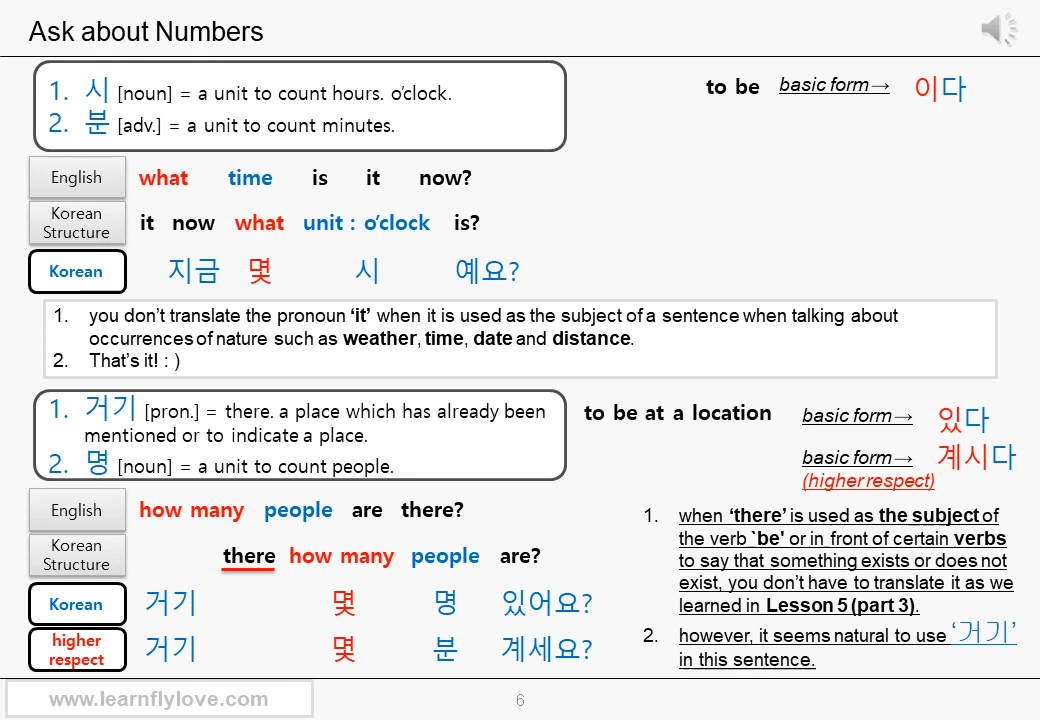 Ask about Numbers
1. 시 [noun] = a unit to count hours. o'clock.
2. 분 [adv.] = a unit to count minutes.
to be basic form→ 이다
English what time is it now?
Korean Structure it now what unit : o'clock is?
Korean 지금 몇 시 예요?
1. you don't translate the pronoun 'it' when it is used as the subject of a sentence when talking about
occurrences of nature such as weather, time, date and distance.
2. That's it! : )
1. 거기 [pron.] = there. a place which has already been
mentioned or to indicate a place.
2. 명 [noun] = a unit to count people.
to be at a location basic form→ 있다
basic form→ 계시다
(higher respect)
English how many people are there?
Korean Structure there how many people are?
Korean 거기 몇 명 있어요?
higher respect 거기 몇 분 계세요?
1. when 'there' is used as the subject of
the verb `be' or in front of certain verbs
to say that something exists or does not
exist, you don't have to translate it as we
learned in Lesson 5 (part 3).
2. however, it seems natural to use '거기'
in this sentence.
www.learnflylove.com
6